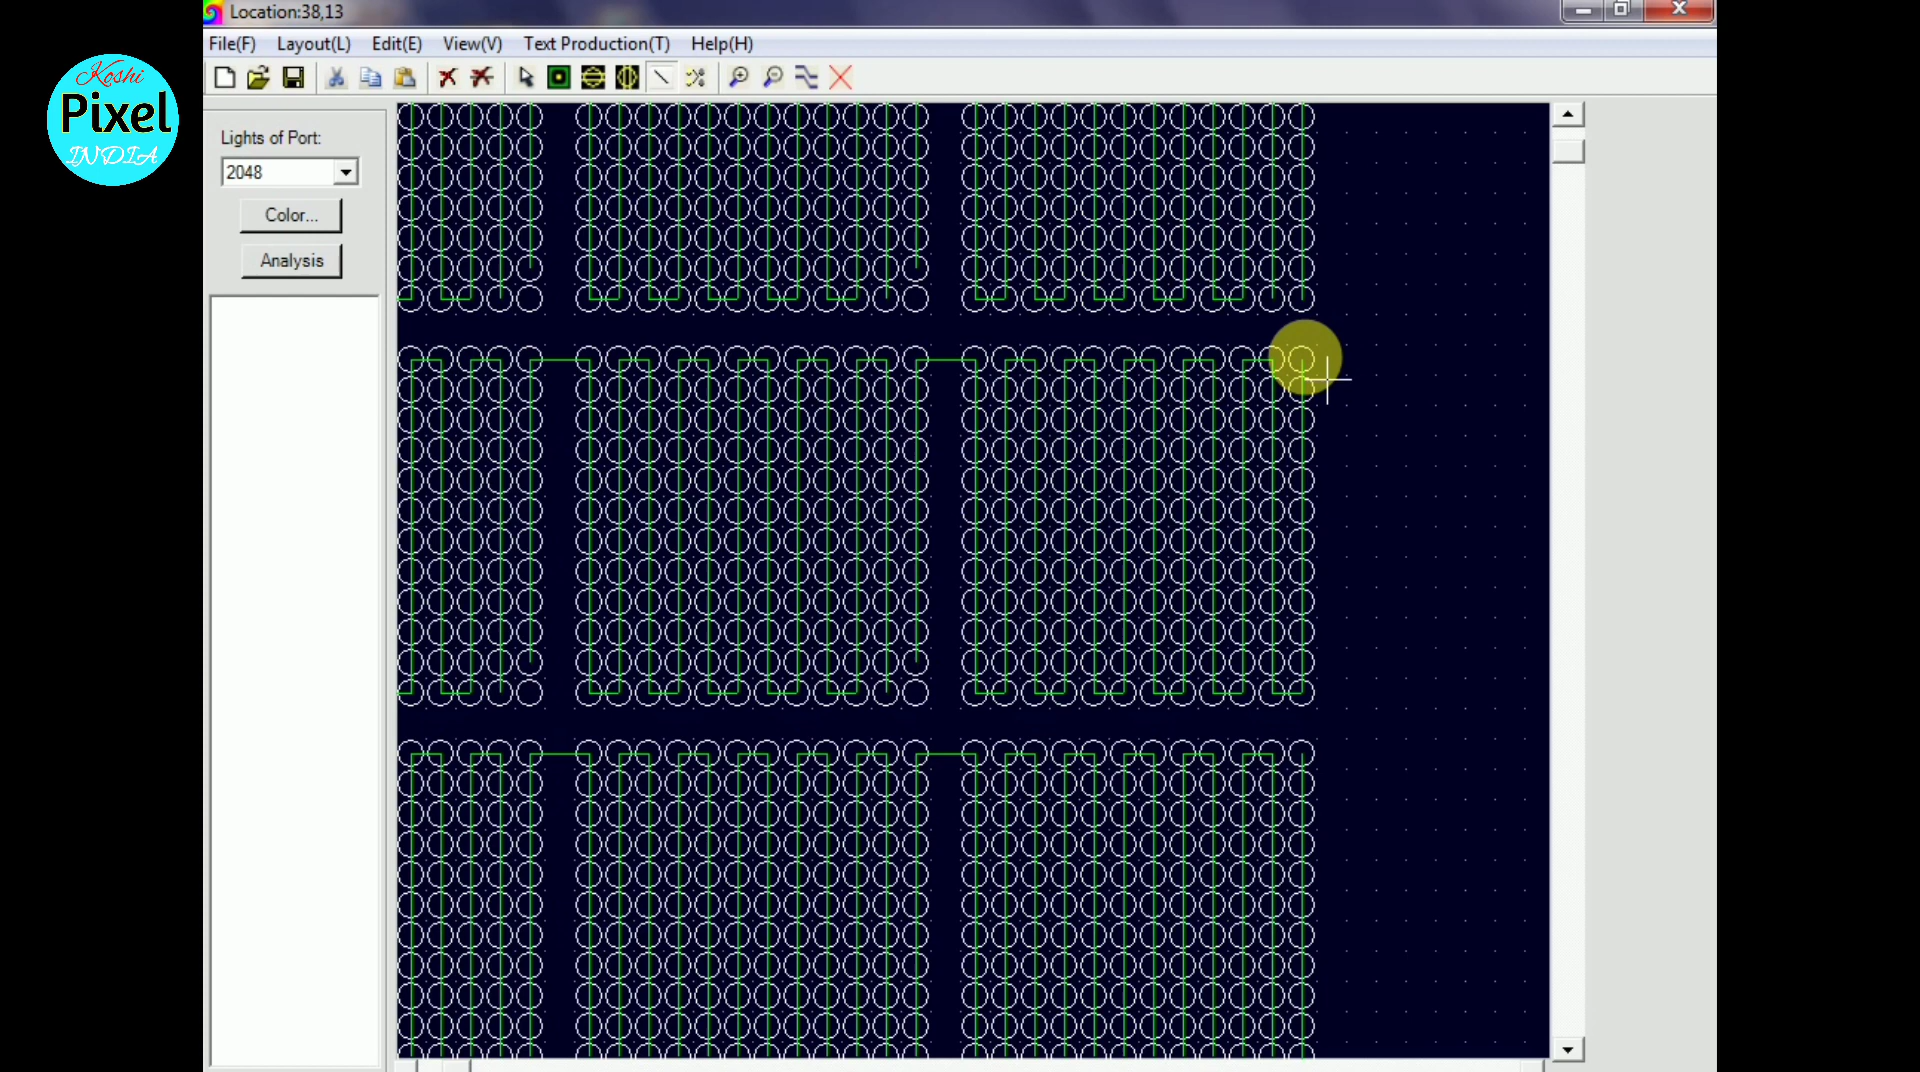 Location:38,13
File(F) Layout(L) Edit(E) View(V) Text Production(T) Help(H)
Koshi
Pixel
INDIA
Lights of Port:
2048
Color...
Analysis